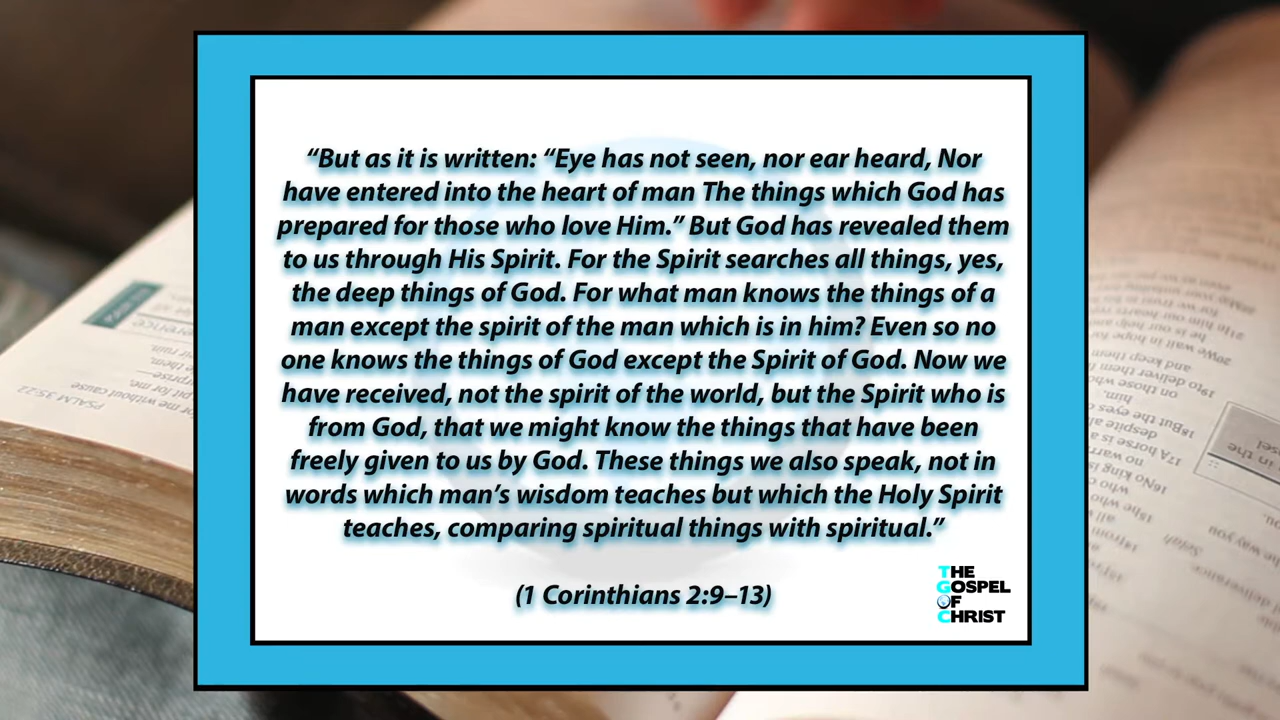 “But as it is written: “Eye has not seen, nor ear heard, Nor
have entered into the heart of man The things which God has
prepared for those who love Him.” But God has revealed them
to us through His Spirit. For the Spirit searches all things, yes,
the deep things of God. For what man knows the things of a
man except the spirit of the man which is in him? Even so no
one knows the things of God except the Spirit of God. Now we
have received, not the spirit of the world, but the Spirit who is
from God, that we might know the things that have been
freely given to us by God. These things we also speak, not in
words which man’s wisdom teaches but which the Holy Spirit
teaches, comparing spiritual things with spiritual.”
(1 Corinthians 2:9–13)
THE
GOSPEL
OF
CHRIST
PSALM 35:22